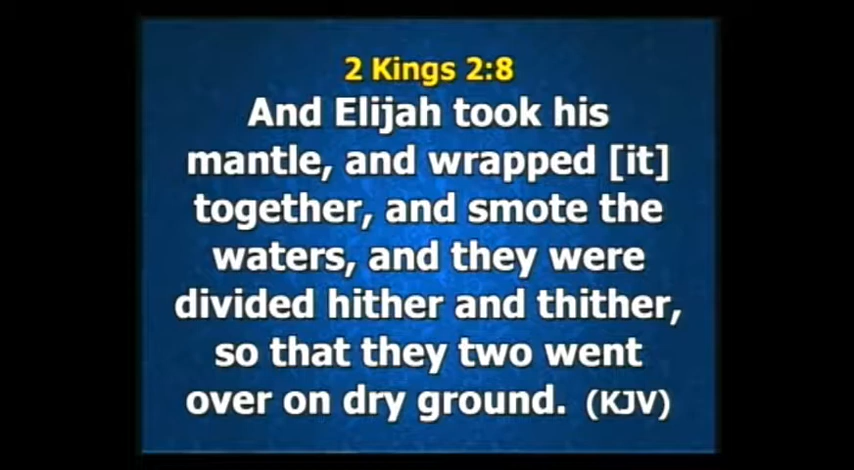 2 Kings 2:8
And Elijah took his
mantle, and wrapped [it]
together, and smote the
waters, and they were
divided hither and thither,
so that they two went
over on dry ground. (KJV)